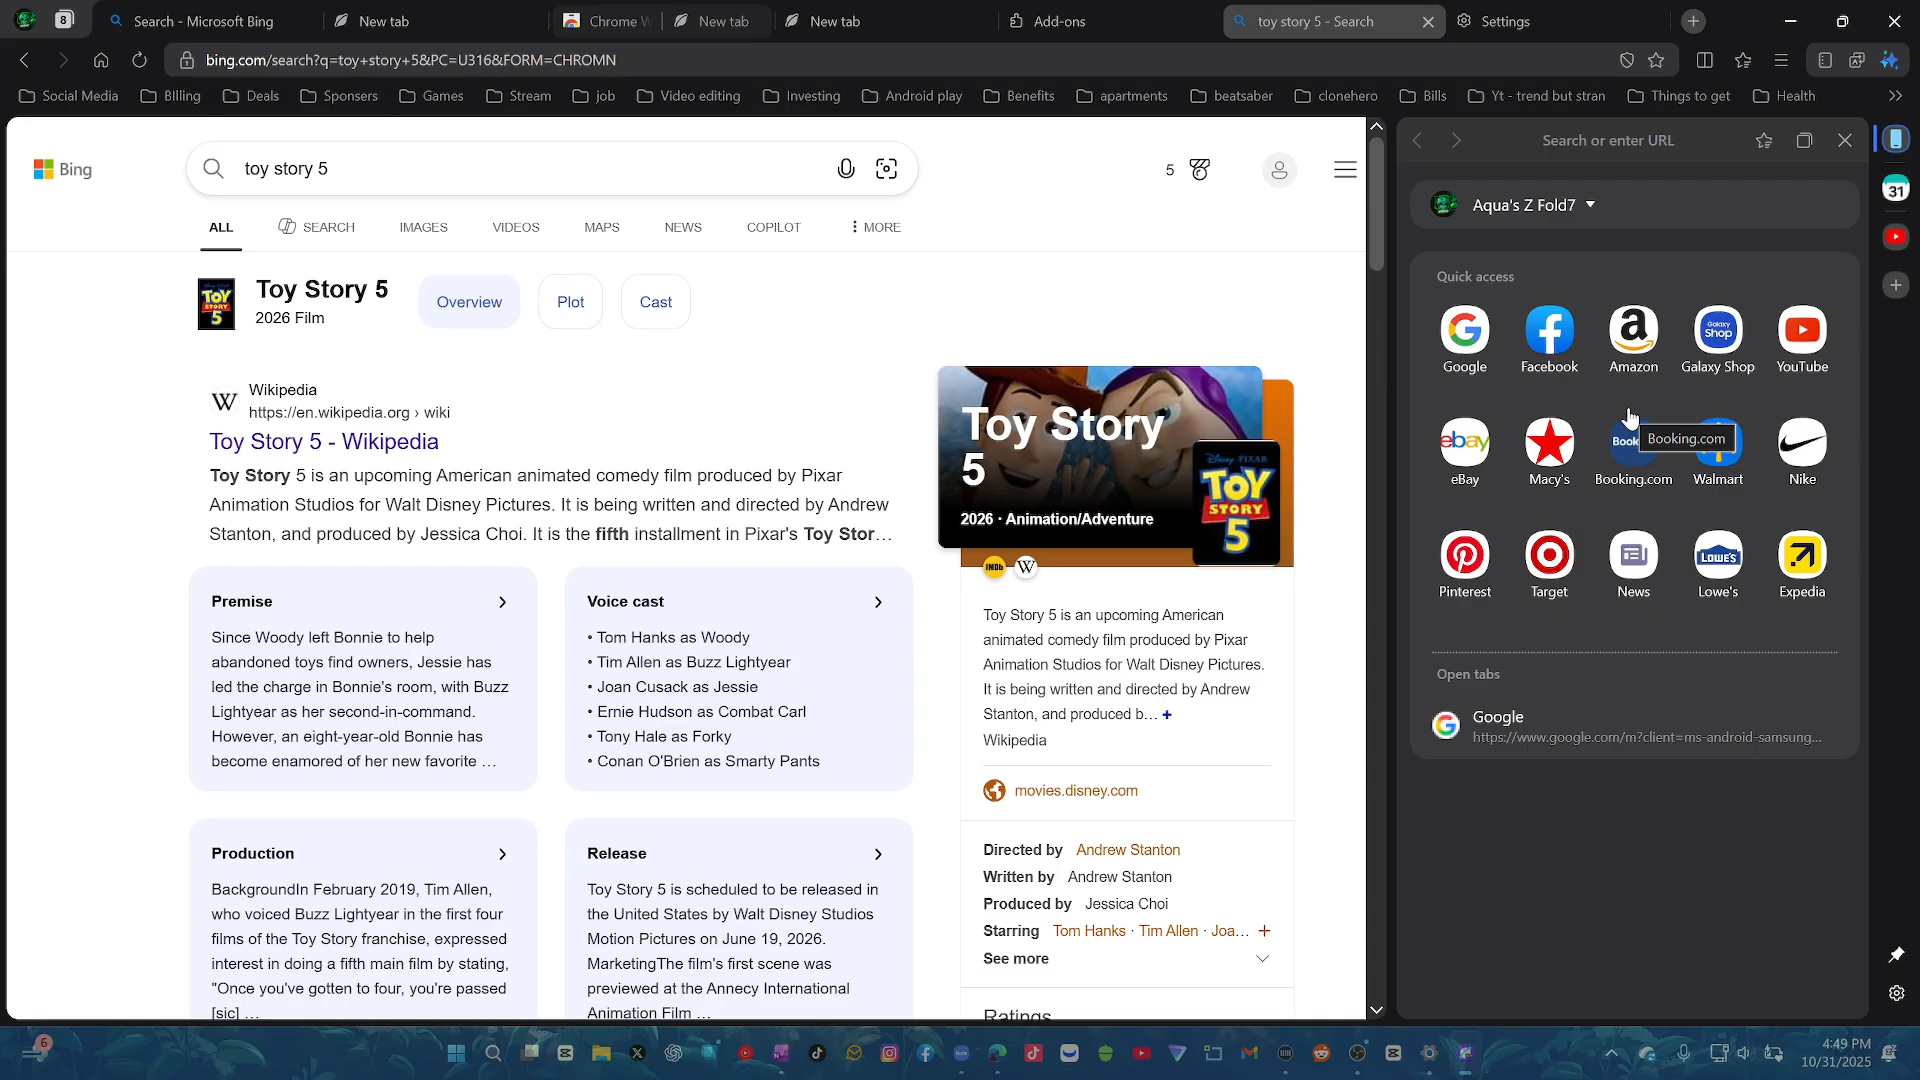 8
Search - Microsoft Bing
New tab
Chrome W
New tab
New tab
Add-ons
toy story 5 - Search
Settings
bing.com/search?q=toy+story+5&PC=U316&FORM=CHROMN
Social Media
BIlling
Deals
Sponsers
Games
Stream
job
Video editing
Investing
Android play
Benefits
apartments
beatsaber
clonehero
Bills
Yt - trend but stran
Things to get
Health
Bing
toy story 5
5
ALL
SEARCH
IMAGES
VIDEOS
MAPS
NEWS
COPILOT
MORE
Toy Story 5
2026 Film
Overview
Plot
Cast
Wikipedia
https://en.wikipedia.org › wiki
Toy Story 5 - Wikipedia
Toy Story 5 is an upcoming American animated comedy film produced by Pixar
Animation Studios for Walt Disney Pictures. It is being written and directed by Andrew
Stanton, and produced by Jessica Choi. It is the fifth installment in Pixar's Toy Stor…
Premise
Since Woody left Bonnie to help
abandoned toys find owners, Jessie has
led the charge in Bonnie's room, with Buzz
Lightyear as her second-in-command.
However, an eight-year-old Bonnie has
become enamored of her new favorite …
Voice cast
• Tom Hanks as Woody
• Tim Allen as Buzz Lightyear
• Joan Cusack as Jessie
• Ernie Hudson as Combat Carl
• Tony Hale as Forky
• Conan O'Brien as Smarty Pants
Production
BackgroundIn February 2019, Tim Allen,
who voiced Buzz Lightyear in the first four
films of the Toy Story franchise, expressed
interest in doing a fifth main film by stating,
"Once you've gotten to four, you're passed
[sic] …
Release
Toy Story 5 is scheduled to be released in
the United States by Walt Disney Studios
Motion Pictures on June 19, 2026.
MarketingThe film's first scene was
previewed at the Annecy International
Animation Film …
Toy Story
5
2026 · Animation/Adventure
Disney PIXAR
TOY
STORY
5
IMDb
W
Toy Story 5 is an upcoming American
animated comedy film produced by Pixar
Animation Studios for Walt Disney Pictures.
It is being written and directed by Andrew
Stanton, and produced b… +
Wikipedia
movies.disney.com
Directed by Andrew Stanton
Written by Andrew Stanton
Produced by Jessica Choi
Starring Tom Hanks · Tim Allen · Joa… +
See more
Ratings
Search or enter URL
Aqua's Z Fold7
Quick access
Google
Facebook
Amazon
Galaxy Shop
Galaxy Shop
YouTube
ebay
eBay
Macy's
Book
Booking.com
Booking.com
Walmart
Nike
Pinterest
Target
News
LOWE'S
Lowe's
Expedia
Open tabs
Google
https://www.google.com/m?client=ms-android-samsung...
31
6
4:49 PM
10/31/2025